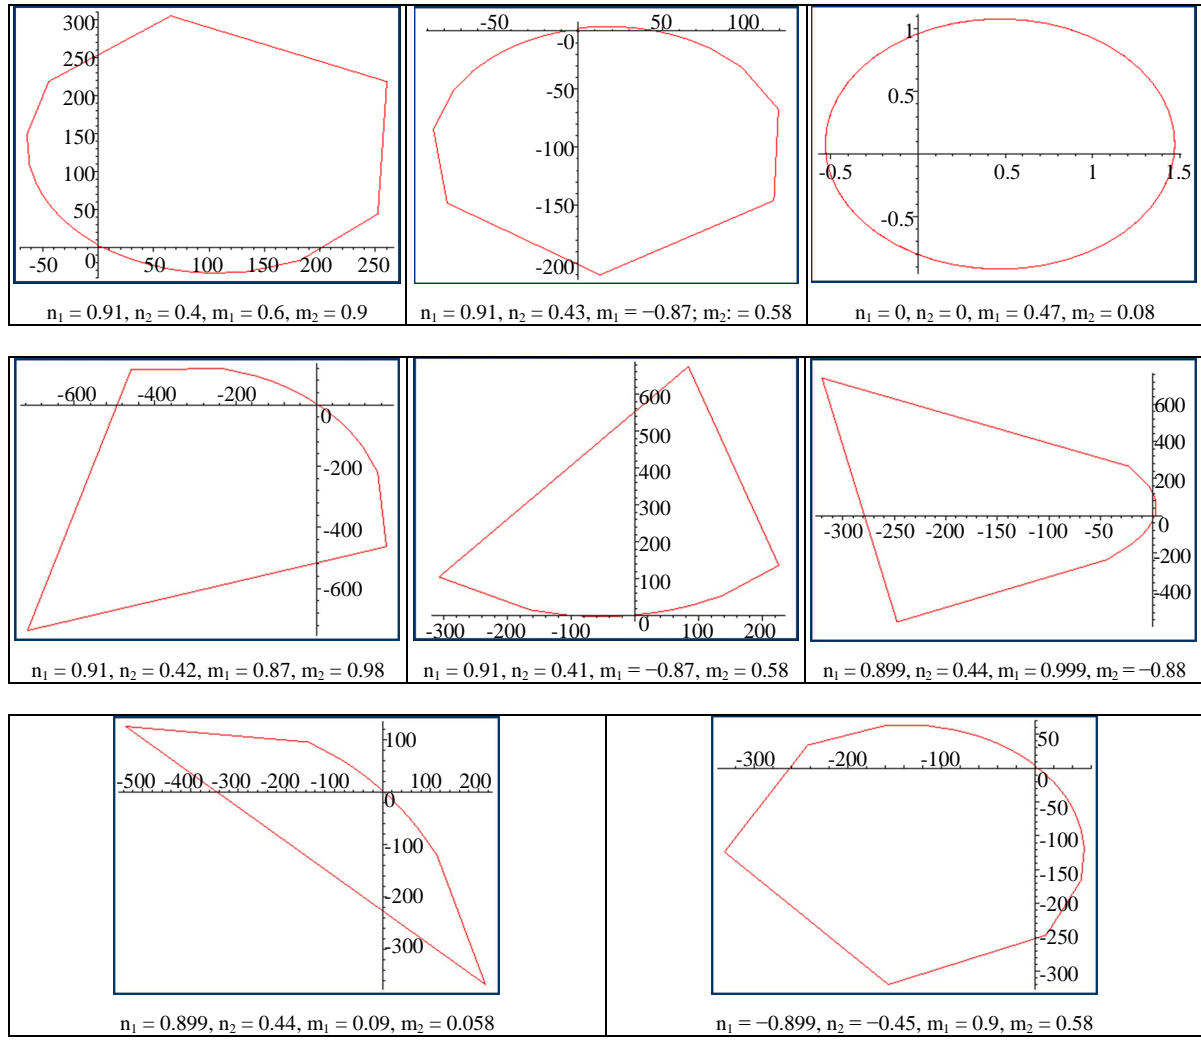 300
250
200
150
100
50
0
-50 50 100 150 200 250
-50 50 100
-0
-50
-100
-150
-200
1
0.5
-0.5 0.5 1 1.5
-0.5
n₁ = 0.91, n₂ = 0.4, m₁ = 0.6, m₂ = 0.9
n₁ = 0.91, n₂ = 0.43, m₁ = −0.87; m₂: = 0.58
n₁ = 0, n₂ = 0, m₁ = 0.47, m₂ = 0.08
-600 -400 -200
0
-200
-400
-600
600
500
400
300
200
100
-300 -200 -100 0 100 200
600
400
200
-300 -250 -200 -150 -100 -50 0
-200
-400
n₁ = 0.91, n₂ = 0.42, m₁ = 0.87, m₂ = 0.98
n₁ = 0.91, n₂ = 0.41, m₁ = −0.87, m₂ = 0.58
n₁ = 0.899, n₂ = 0.44, m₁ = 0.999, m₂ = −0.88
100
-500 -400 -300 -200 -100 100 200
0
-100
-200
-300
50
-300 -200 -100
0
-50
-100
-150
-200
-250
-300
n₁ = 0.899, n₂ = 0.44, m₁ = 0.09, m₂ = 0.058
n₁ = −0.899, n₂ = −0.45, m₁ = 0.9, m₂ = 0.58